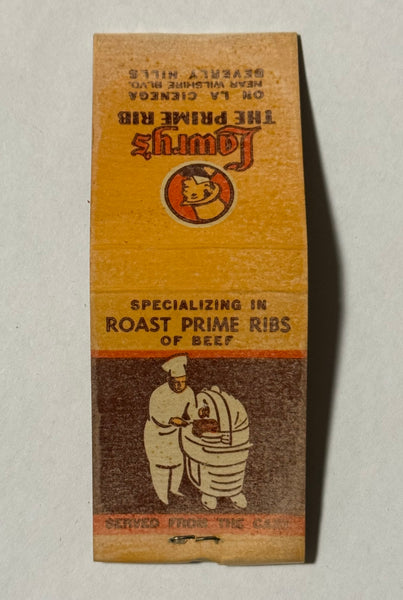 Lawry's
THE PRIME RIB
ON LA CIENEGA
NEAR WILSHIRE BLVD.
BEVERLY HILLS
SPECIALIZING IN
ROAST PRIME RIBS
OF BEEF
SERVED FROM THE CART